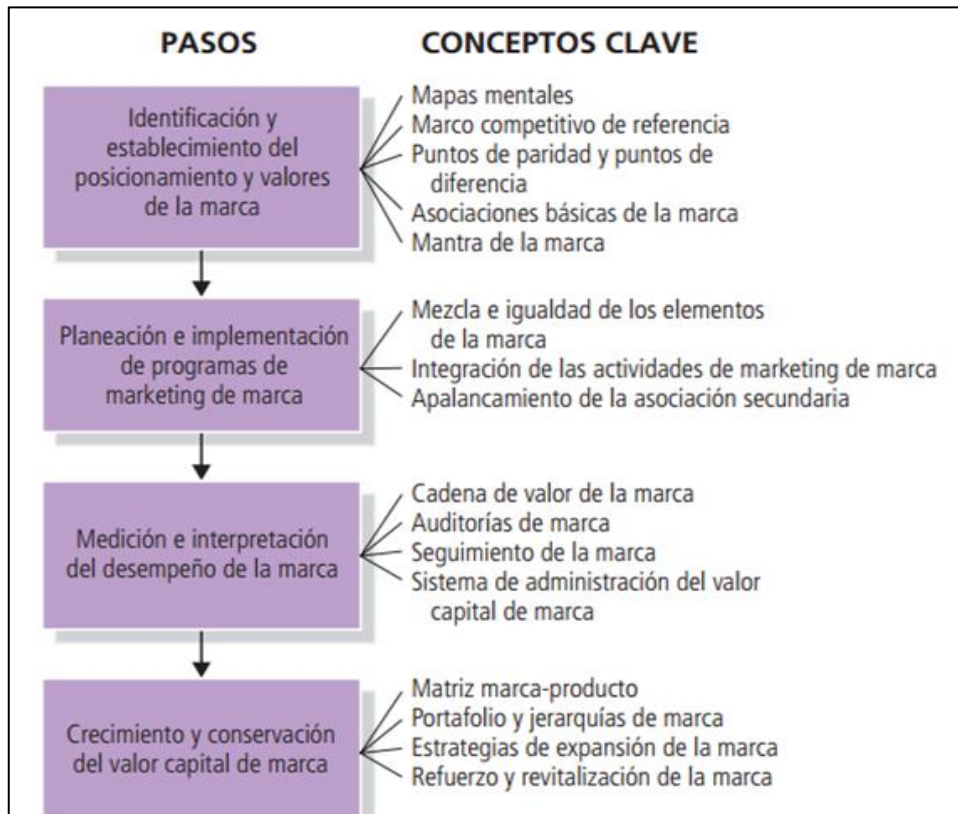 PASOS
CONCEPTOS CLAVE
Identificación y
establecimiento del
posicionamiento y valores
de la marca
Mapas mentales
Marco competitivo de referencia
Puntos de paridad y puntos de
diferencia
Asociaciones básicas de la marca
Mantra de la marca
Planeación e implementación
de programas de
marketing de marca
Mezcla e igualdad de los elementos
de la marca
Integración de las actividades de marketing de marca
Apalancamiento de la asociación secundaria
Medición e interpretación
del desempeño de la marca
Cadena de valor de la marca
Auditorías de marca
Seguimiento de la marca
Sistema de administración del valor
capital de marca
Crecimiento y conservación
del valor capital de marca
Matriz marca-producto
Portafolio y jerarquías de marca
Estrategias de expansión de la marca
Refuerzo y revitalización de la marca